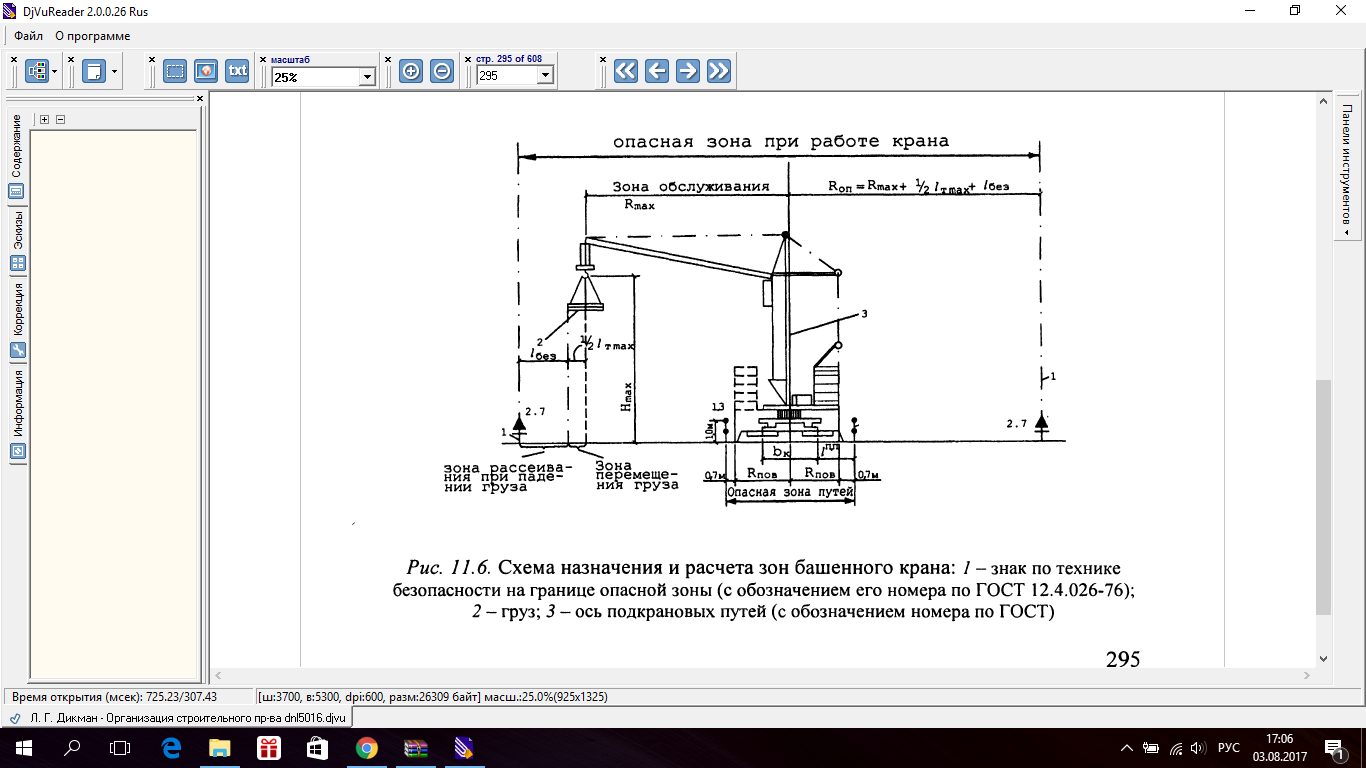 DjVuReader 2.0.0.26 Rus
Файл О программе
txt
масштаб
25%
стр. 295 of 608
295
Содержание
Эскизы
Коррекция
Информация
Панели инструментов
опасная зона при работе крана
Зона обслуживания
Rоп = Rmax + ½ lтmax + lбез
Rmax
3
2
½ lтmax
lбез
Hmax
1
1,3
2.7
2.7
1
1,0м
bк
lпп
зона рассеива-
ния при паде-
нии груза
Зона
перемеще-
ния груза
0,7м
Rпов
Rпов
0,7м
Опасная зона путей
Рис. 11.6. Схема назначения и расчета зон башенного крана: 1 – знак по технике
безопасности на границе опасной зоны (с обозначением его номера по ГОСТ 12.4.026-76);
2 – груз; 3 – ось подкрановых путей (с обозначением номера по ГОСТ)
295
Время открытия (мсек): 725.23/307.43
[ш:3700, в:5300, dpi:600, разм:26309 байт] масш.:25.0%(925x1325)
Л. Г. Дикман - Организация строительного пр-ва dnl5016.djvu
РУС
17:06
03.08.2017
1